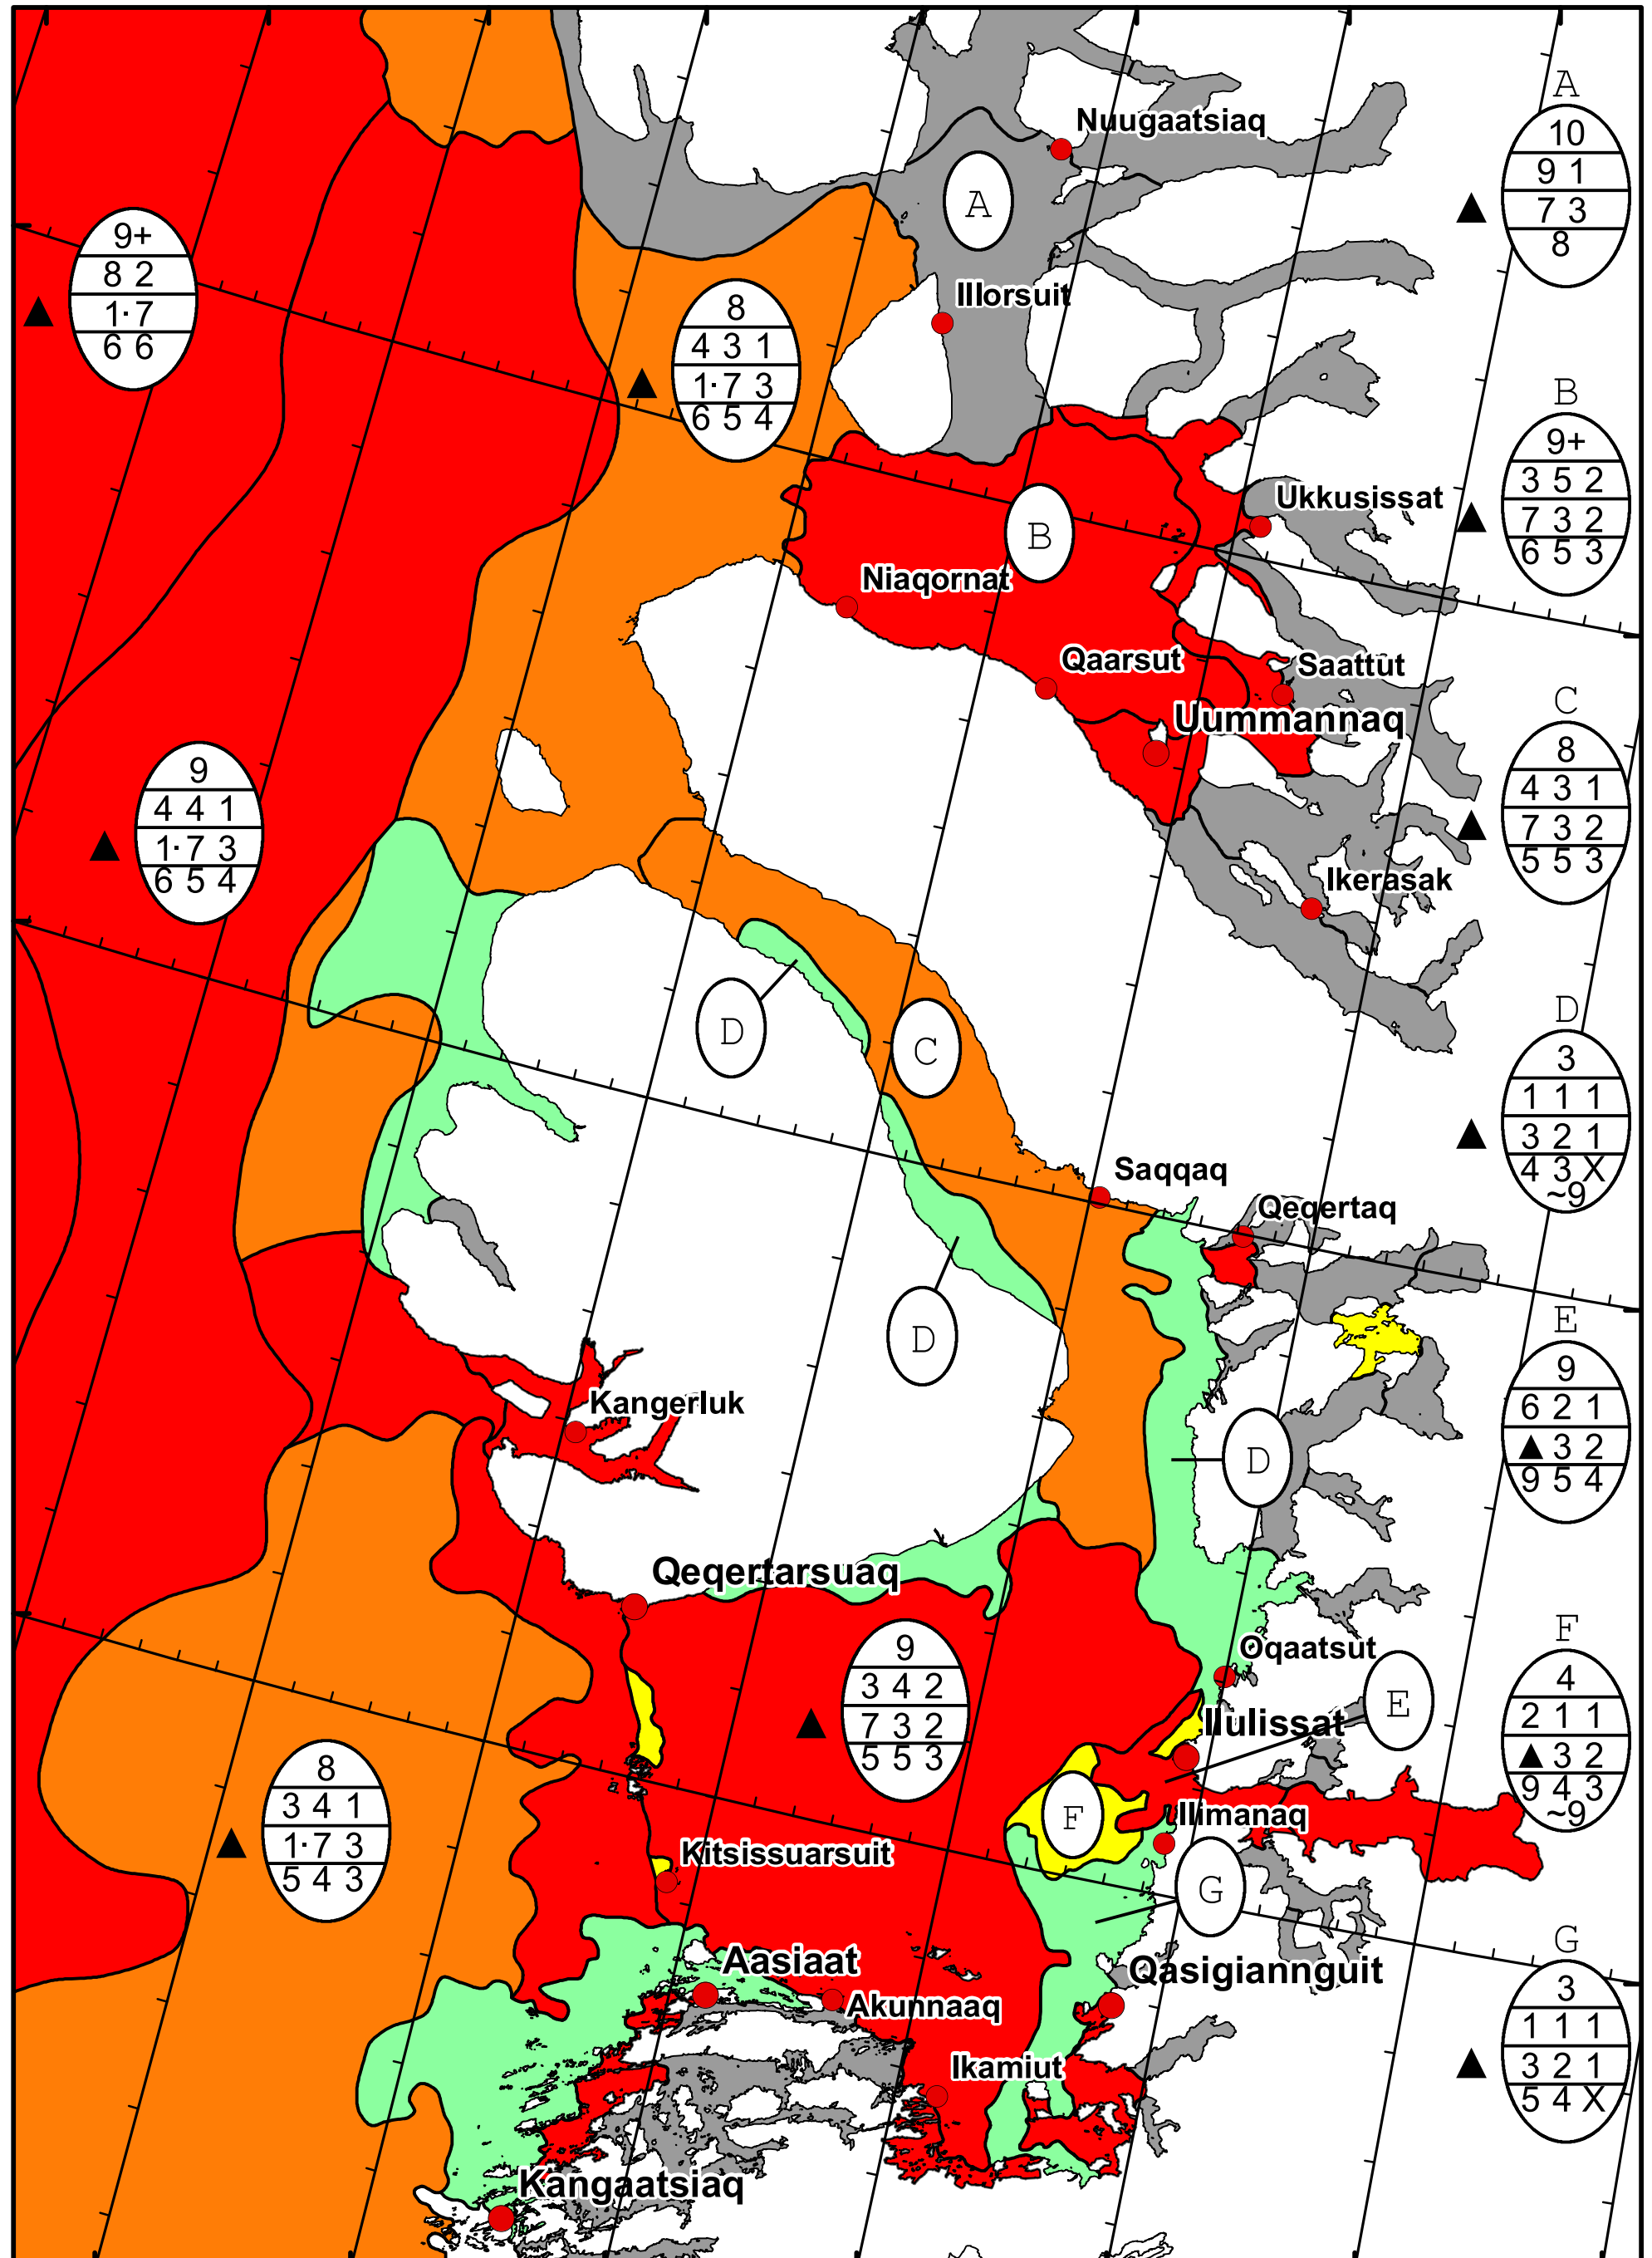 A
10
9 1
7 3
8
Nuugaatsiaq
A
9+
8 2
1· 7
6 6
Illorsuit
8
4 3 1
1· 7 3
6 5 4
B
9+
3 5 2
7 3 2
6 5 3
Ukkusissat
B
Niaqornat
Qaarsut
Saattut
Uummannaq
C
8
4 3 1
7 3 2
5 5 3
9
4 4 1
1· 7 3
6 5 4
Ikerasak
D
C
D
3
1 1 1
3 2 1
4 3 X
~9
Saqqaq
Qeqertaq
D
E
9
6 2 1
▲ 3 2
9 5 4
Kangerluk
D
Qeqertarsuaq
Oqaatsut
E
F
4
2 1 1
▲ 3 2
9 4 3
~9
9
3 4 2
7 3 2
5 5 3
Ilulissat
8
3 4 1
1· 7 3
5 4 3
F
Ilimanaq
Kitsissuarsuit
G
Aasiaat
Qasigiannguit
G
3
1 1 1
3 2 1
5 4 X
Akunnaaq
Ikamiut
Kangaatsiaq